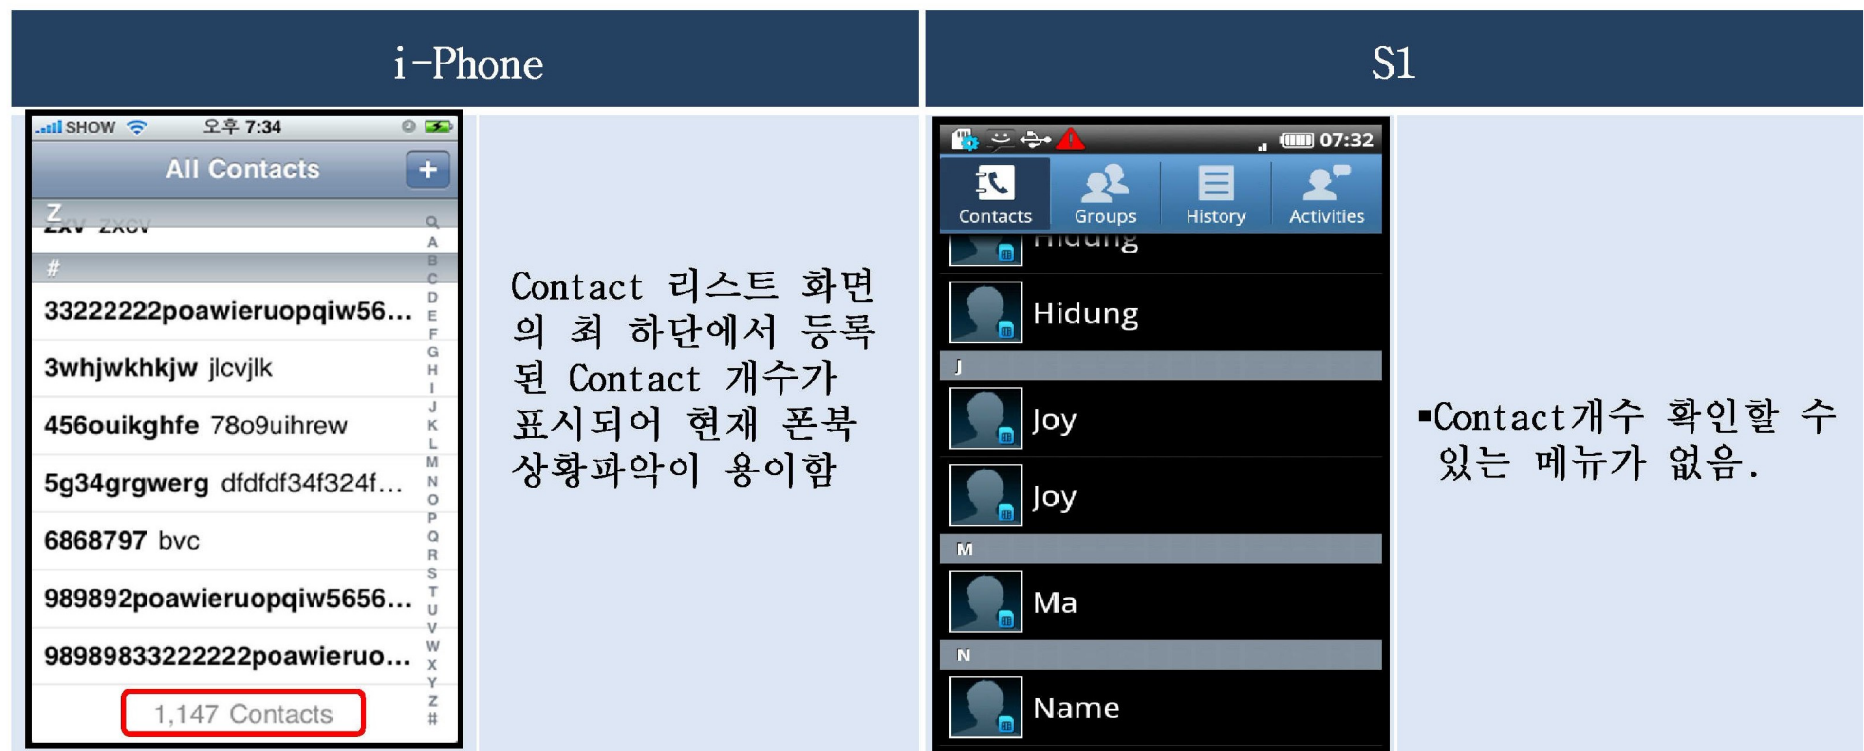 i-Phone
S1
SHOW 오후 7:34
All Contacts +
Z
zxv zxcv
#
33222222poawieruopqiw56...
3whjwkhkjw jlcvjlk
456ouikghfe 78o9uihrew
5g34grgwerg dfdfdf34f324f...
6868797 bvc
989892poawieruopqiw5656...
98989833222222poawieruo...
1,147 Contacts
A
B
C
D
E
F
G
H
I
J
K
L
M
N
O
P
Q
R
S
T
U
V
W
X
Y
Z
#
Contact 리스트 화면
의 최 하단에서 등록
된 Contact 개수가
표시되어 현재 폰북
상황파악이 용이함
07:32
Contacts Groups History Activities
Hidung
Hidung
J
Joy
Joy
M
Ma
N
Name
▪Contact개수 확인할 수
있는 메뉴가 없음.